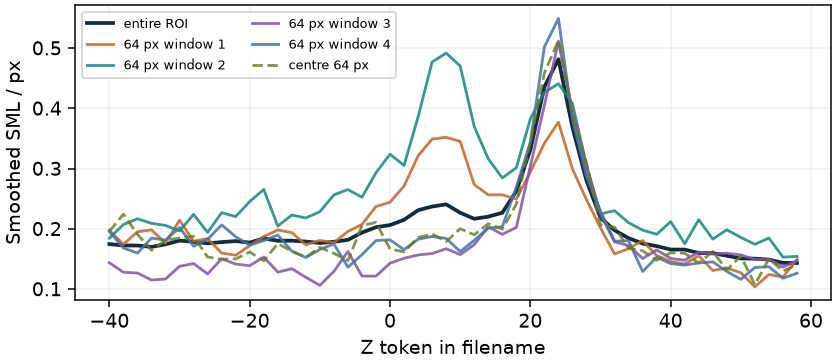 entire ROI
64 px window 1
64 px window 2
64 px window 3
64 px window 4
centre 64 px
Smoothed SML / px
0.5
0.4
0.3
0.2
0.1
−40 −20 0 20 40 60
Z token in filename